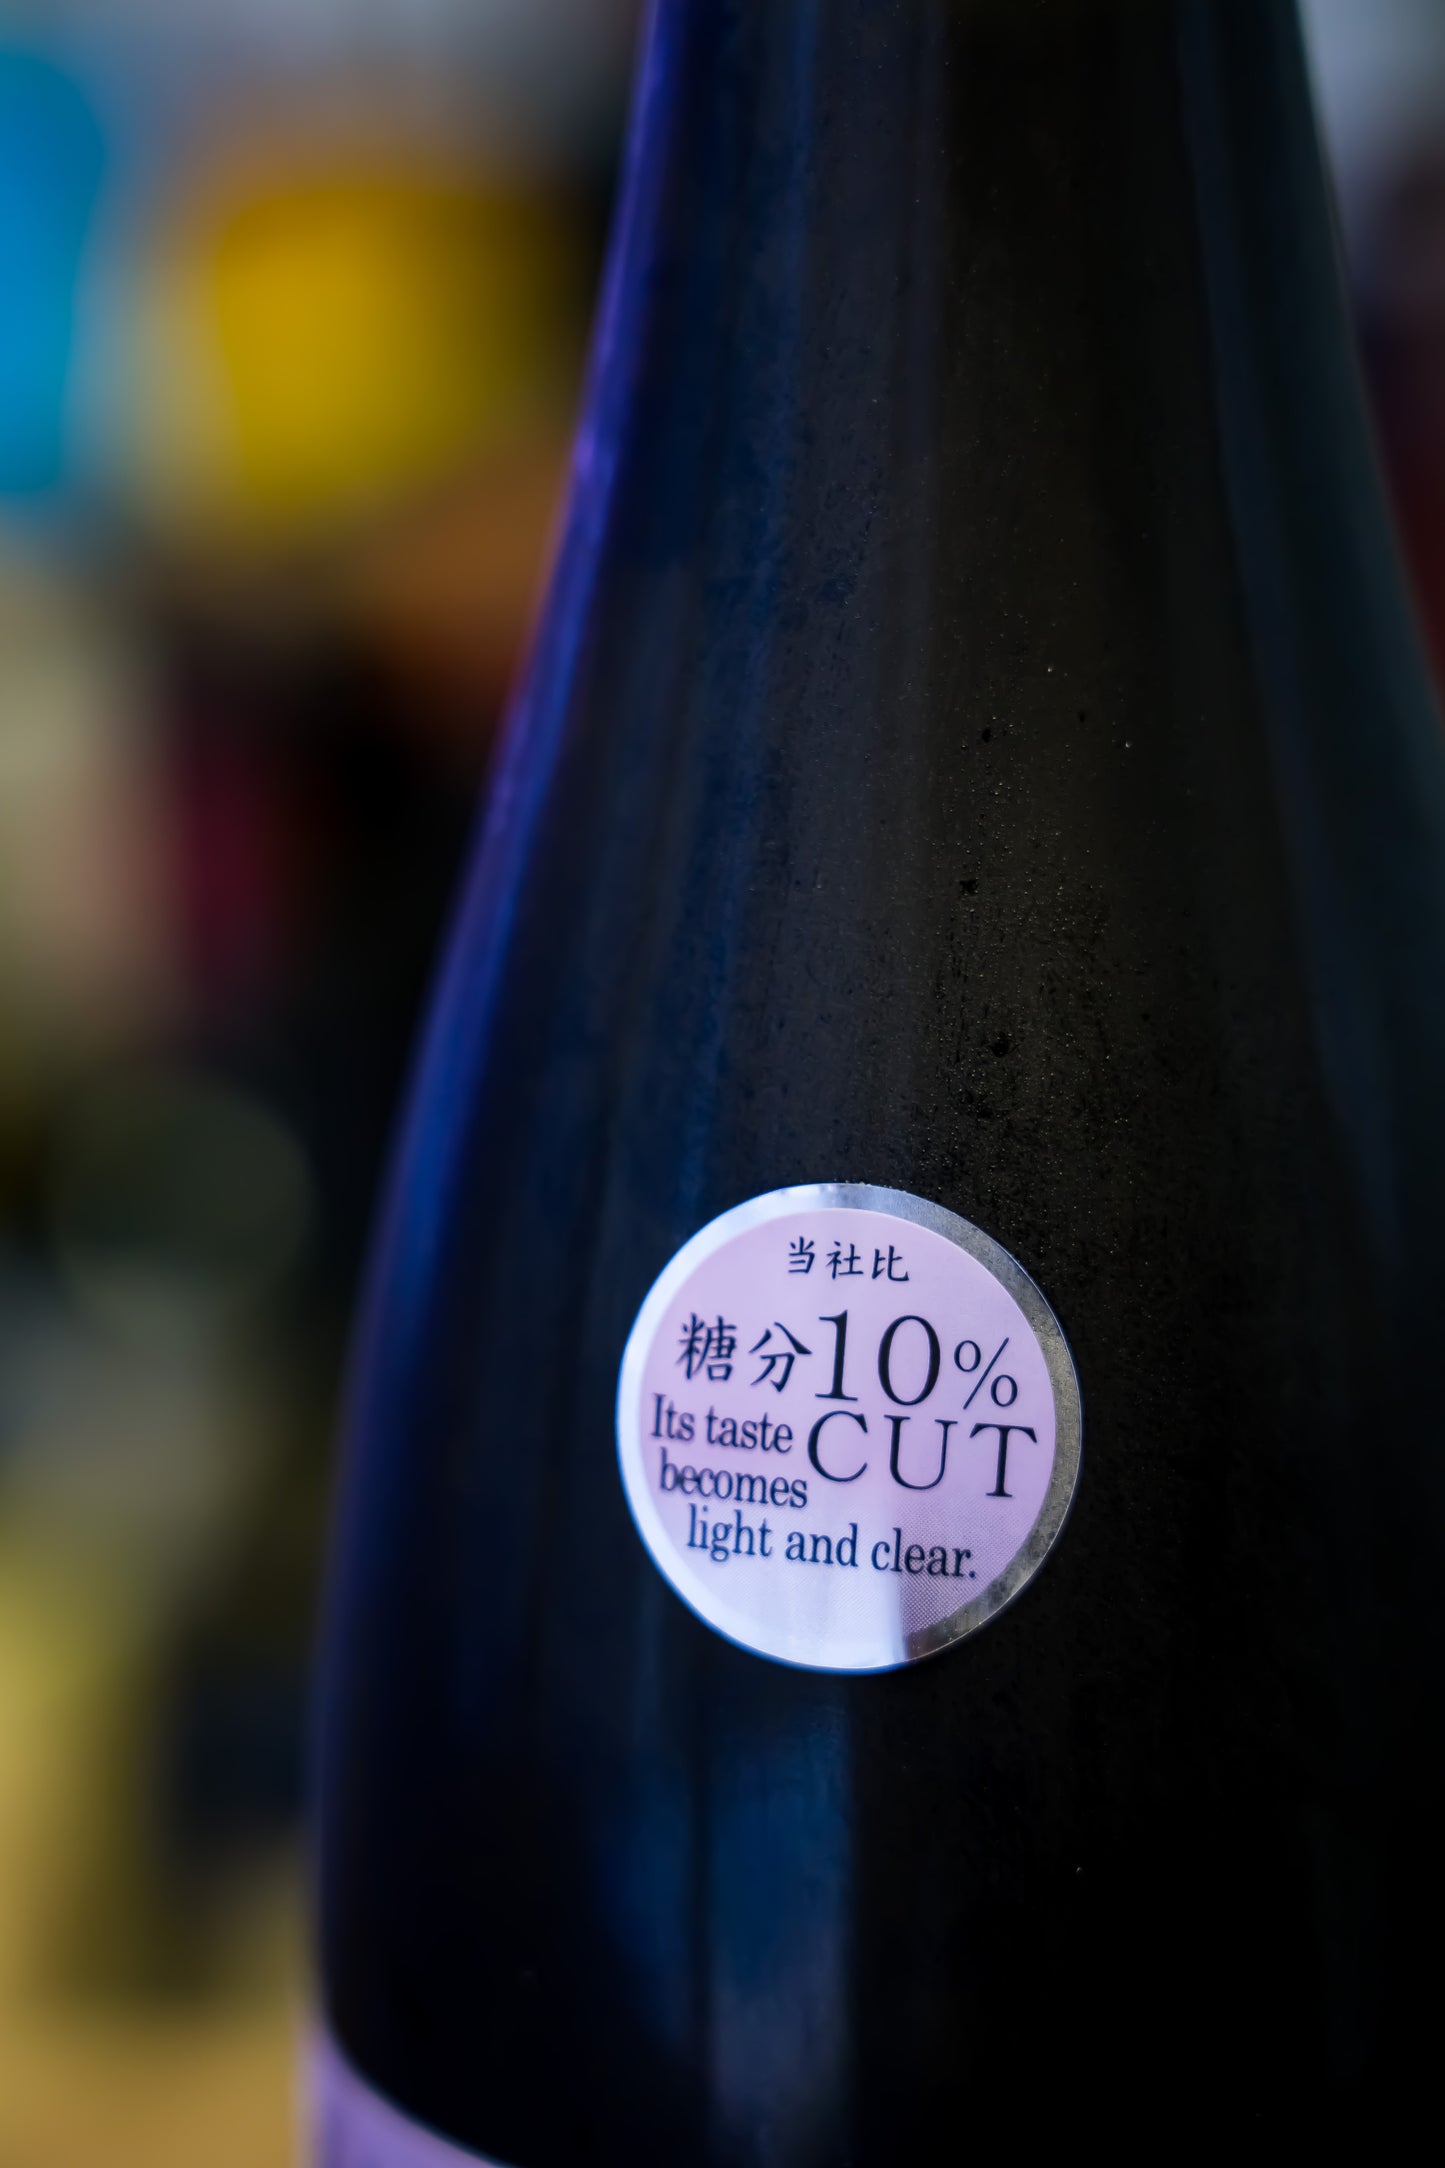 当社比
糖分10%
CUT
Its taste
becomes
light and clear.